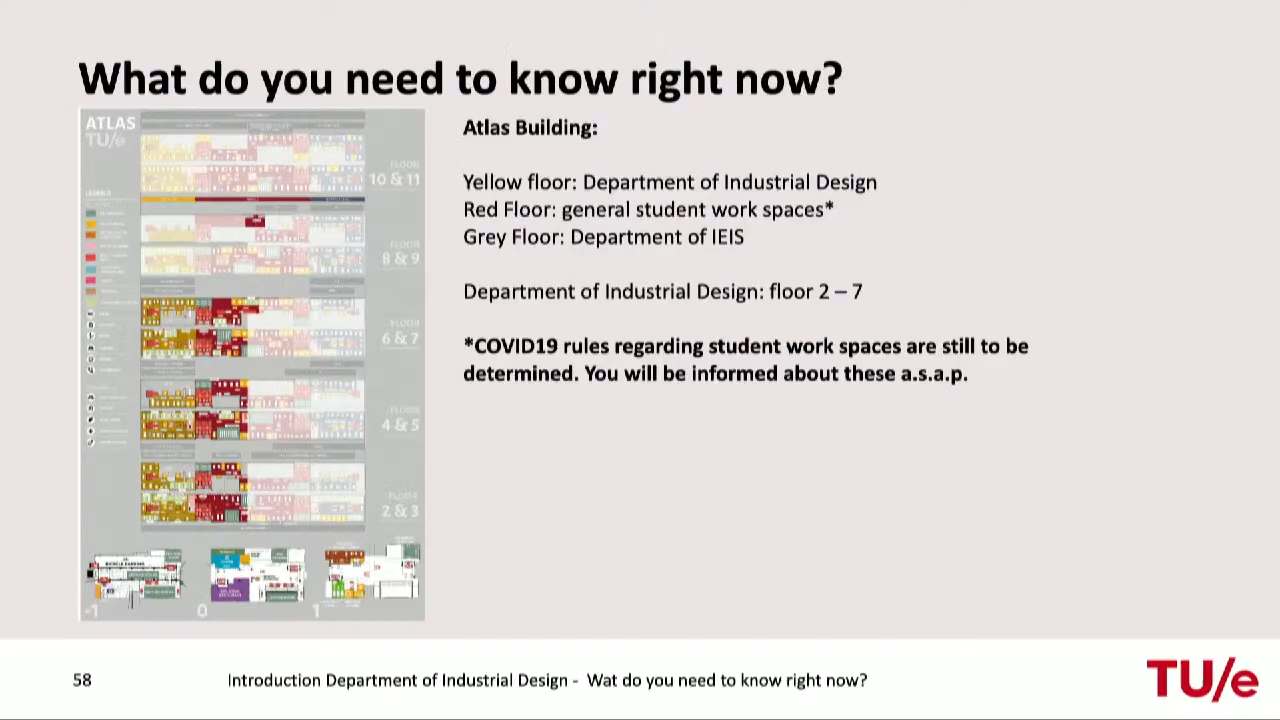 What do you need to know right now?
ATLAS
TU/e
FLOOR
10 & 11
FLOOR
8 & 9
FLOOR
6 & 7
FLOOR
4 & 5
FLOOR
2 & 3
BICYCLE PARKING
-1
0
1
Atlas Building:
Yellow floor: Department of Industrial Design
Red Floor: general student work spaces*
Grey Floor: Department of IEIS
Department of Industrial Design: floor 2 – 7
*COVID19 rules regarding student work spaces are still to be
determined. You will be informed about these a.s.a.p.
58
Introduction Department of Industrial Design - Wat do you need to know right now?
TU/e